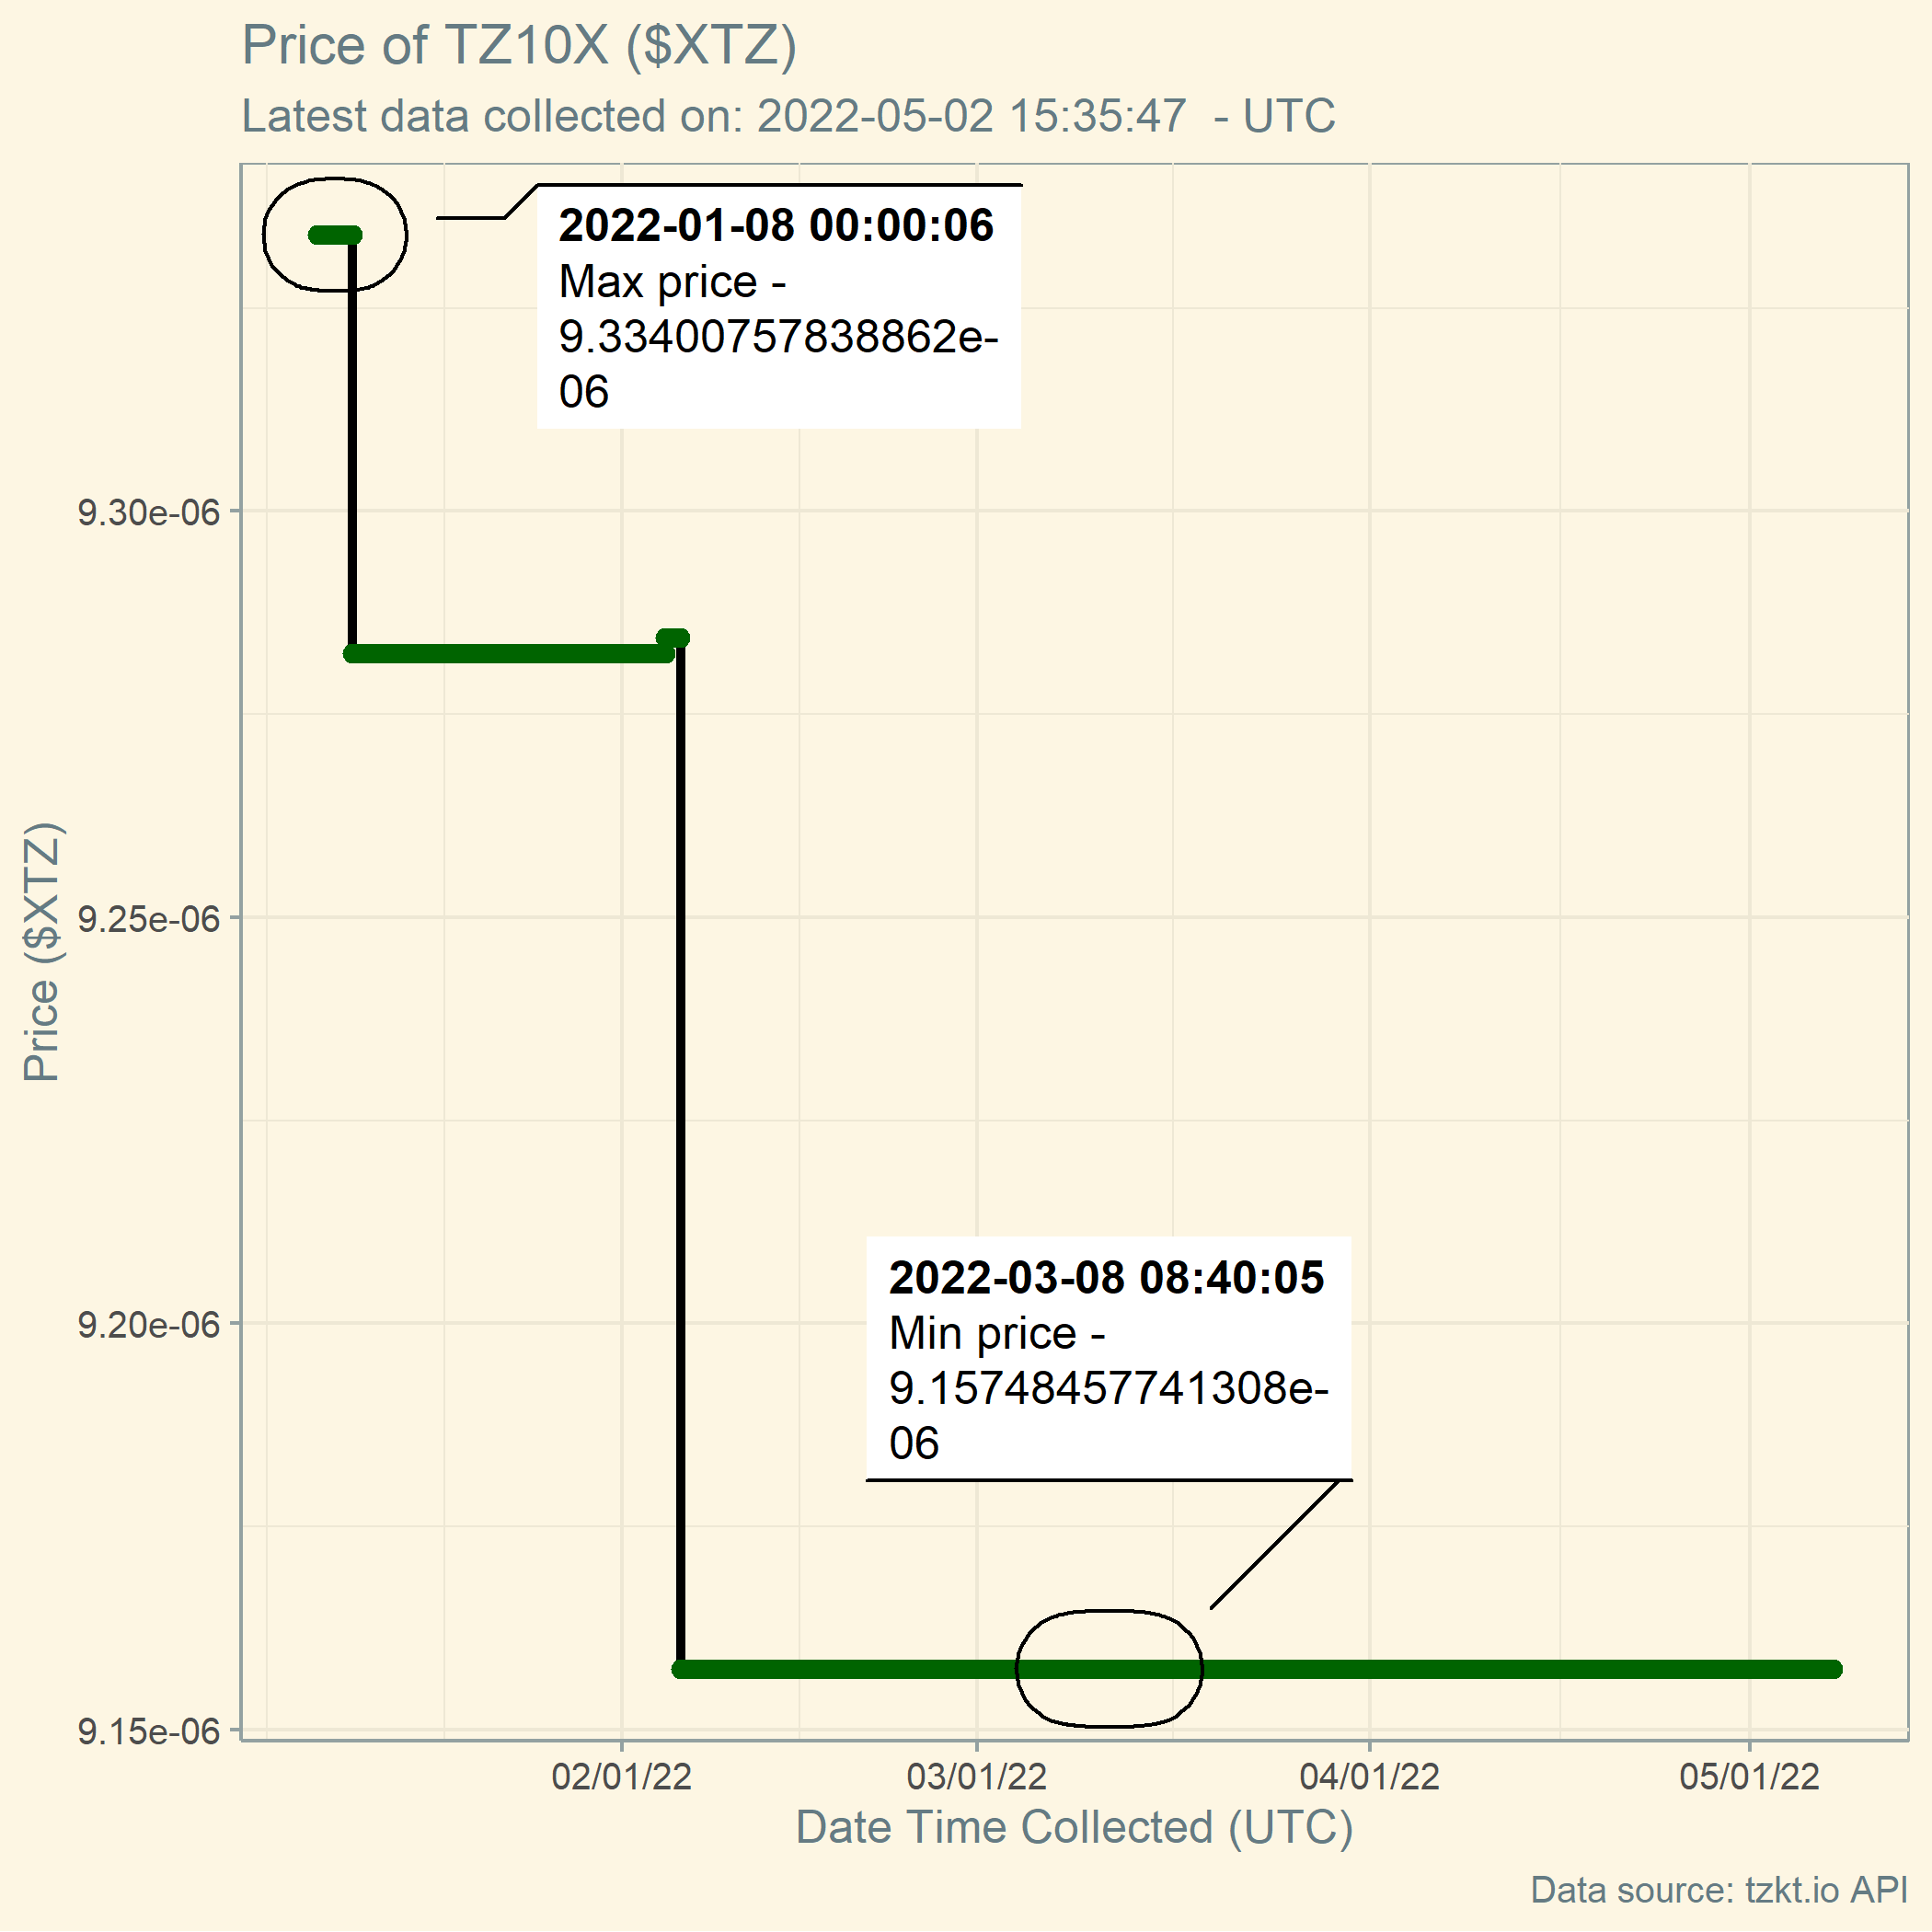 Price of TZ10X ($XTZ)
Latest data collected on: 2022-05-02 15:35:47  - UTC
2022-01-08 00:00:06
Max price -
9.33400757838862e-
06
9.30e-06
9.25e-06
9.20e-06
9.15e-06
Price ($XTZ)
2022-03-08 08:40:05
Min price -
9.15748457741308e-
06
02/01/22
03/01/22
04/01/22
05/01/22
Date Time Collected (UTC)
Data source: tzkt.io API